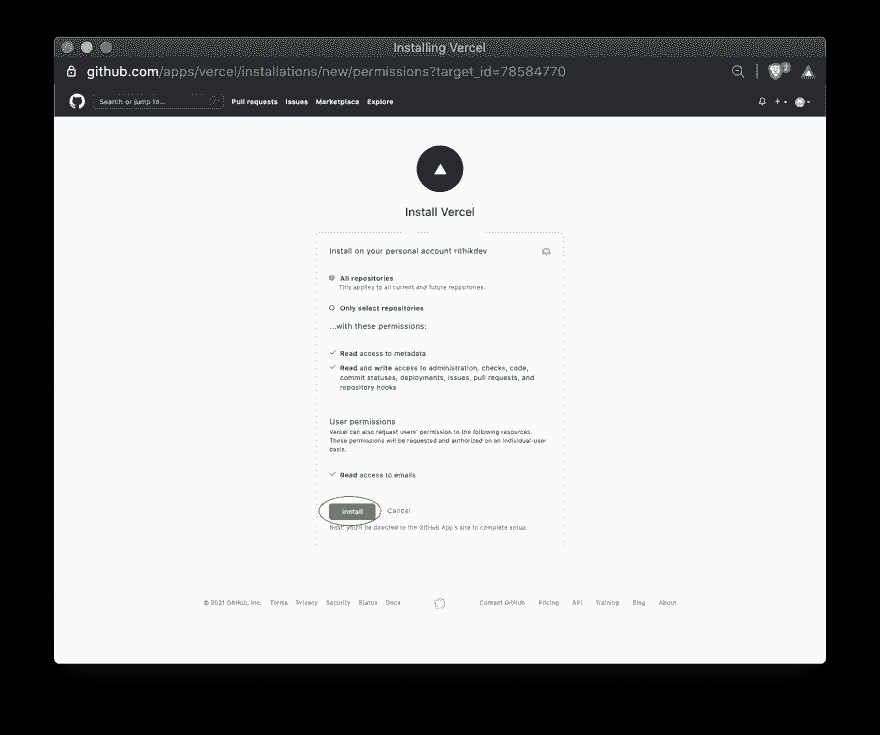 Installing Vercel
github.com/apps/vercel/installations/new/permissions?target_id=78584770
2
Search or jump to... /
Pull requests Issues Marketplace Explore
Install Vercel
Install on your personal account rithikdev
All repositories
This applies to all current and future repositories.
Only select repositories
...with these permissions:
Read access to metadata
Read and write access to administration, checks, code,
commit statuses, deployments, issues, pull requests, and
repository hooks
User permissions
Vercel can also request users' permission to the following resources.
These permissions will be requested and authorized on an individual-user
basis.
Read access to emails
Install Cancel
Next: you'll be directed to the GitHub App's site to complete setup.
© 2021 GitHub, Inc. Terms Privacy Security Status Docs Contact GitHub Pricing API Training Blog About